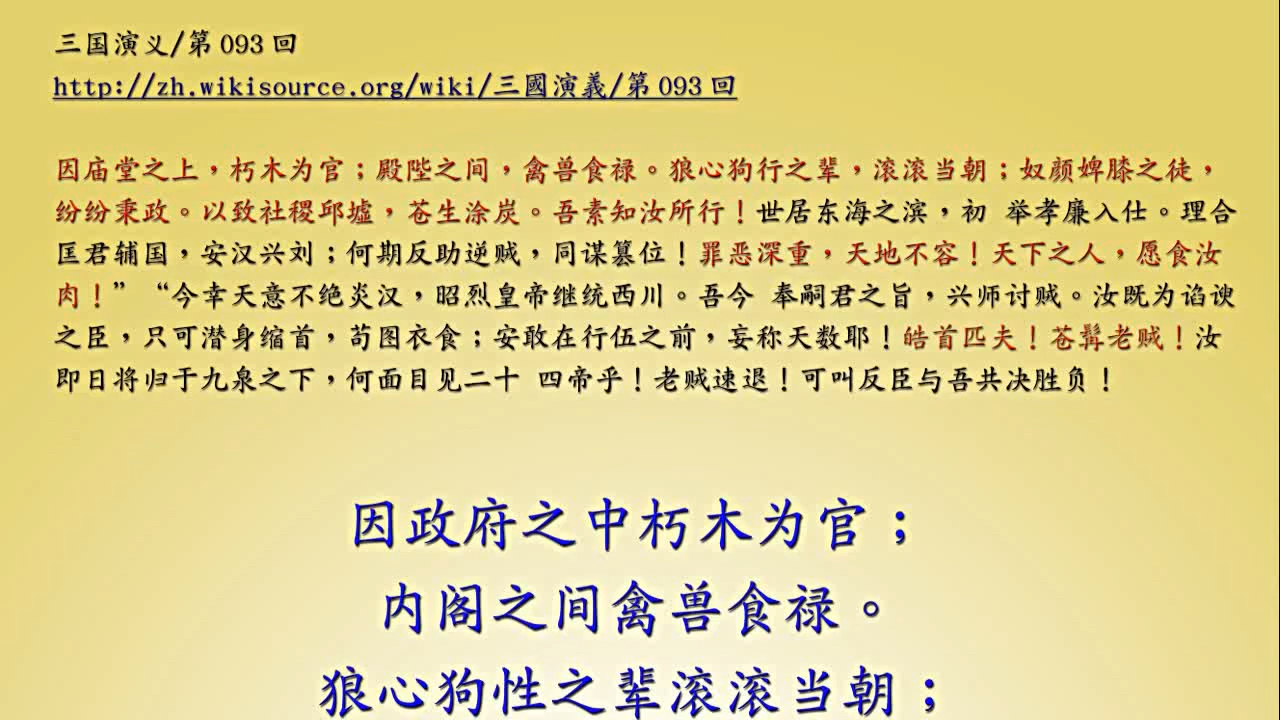 三国演义/第 093 回
http://zh.wikisource.org/wiki/三國演義/第 093 回
因庙堂之上，朽木为官；殿陛之间，禽兽食禄。狼心狗行之辈，滚滚当朝；奴颜婢膝之徒，
纷纷秉政。以致社稷邱墟，苍生涂炭。吾素知汝所行！世居东海之滨，初 举孝廉入仕。理合
匡君辅国，安汉兴刘；何期反助逆贼，同谋篡位！罪恶深重，天地不容！天下之人，愿食汝
肉！”“今幸天意不绝炎汉，昭烈皇帝继统西川。吾今 奉嗣君之旨，兴师讨贼。汝既为谄谀
之臣，只可潜身缩首，苟图衣食；安敢在行伍之前，妄称天数耶！皓首匹夫！苍髯老贼！汝
即日将归于九泉之下，何面目见二十 四帝乎！老贼速退！可叫反臣与吾共决胜负！
因政府之中朽木为官；
内阁之间禽兽食禄。
狼心狗性之辈滚滚当朝；